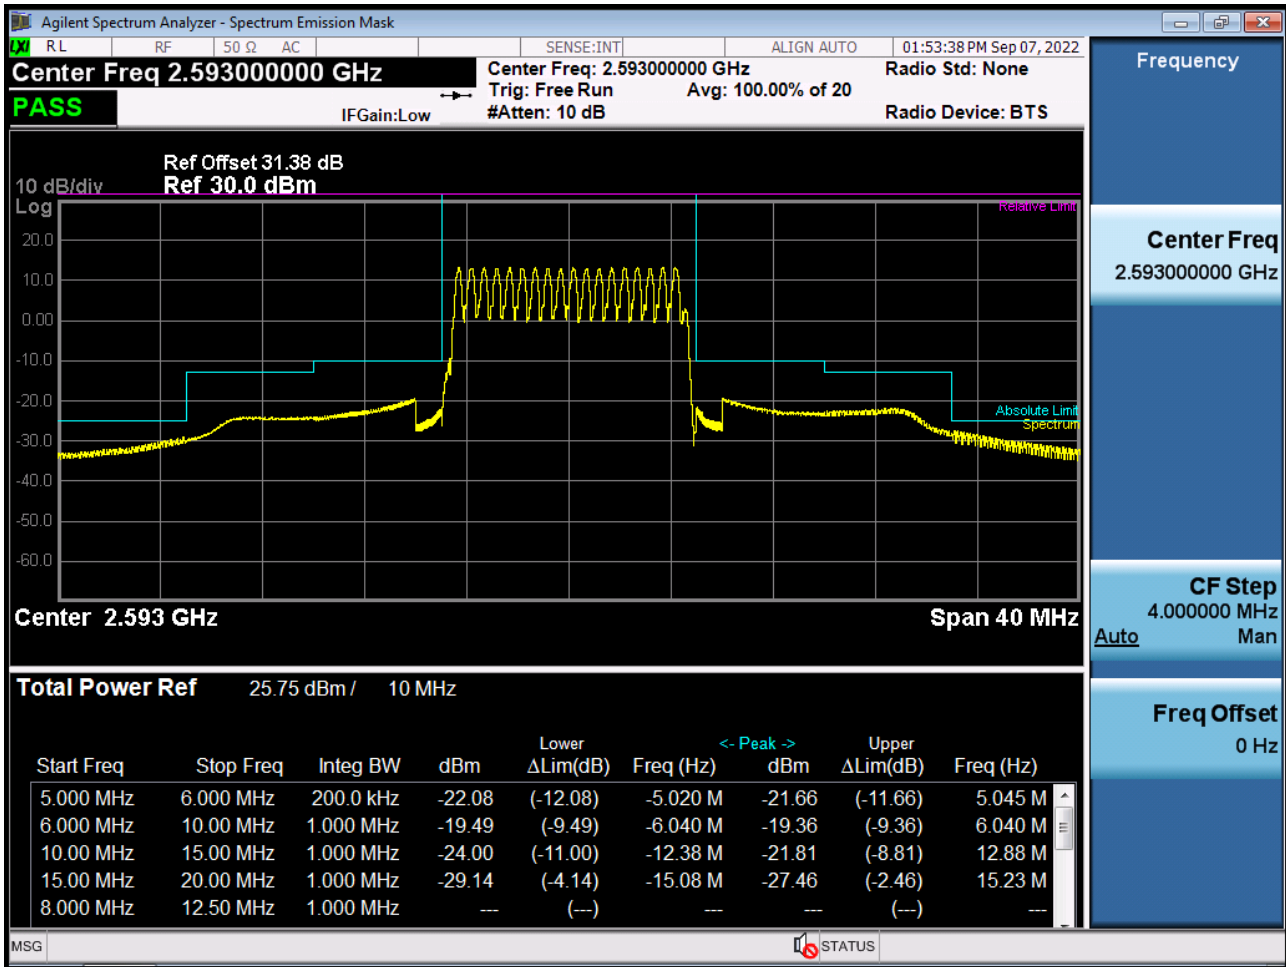 Agilent Spectrum Analyzer - Spectrum Emission Mask
LXI RL RF 50 Ω AC SENSE:INT ALIGN AUTO 01:53:38 PM Sep 07, 2022
Center Freq 2.593000000 GHz
PASS
IFGain:Low
Center Freq: 2.593000000 GHz
Trig: Free Run Avg: 100.00% of 20
#Atten: 10 dB
Radio Std: None
Radio Device: BTS
Ref Offset 31.38 dB
10 dB/div Ref 30.0 dBm
Log
Relative Limit
20.0
10.0
0.00
-10.0
-20.0
Absolute Limit
Spectrum
-30.0
-40.0
-50.0
-60.0
Center 2.593 GHz Span 40 MHz
Total Power Ref 25.75 dBm / 10 MHz
Lower <- Peak -> Upper
Start Freq Stop Freq Integ BW dBm ΔLim(dB) Freq (Hz) dBm ΔLim(dB) Freq (Hz)
5.000 MHz 6.000 MHz 200.0 kHz -22.08 (-12.08) -5.020 M -21.66 (-11.66) 5.045 M
6.000 MHz 10.00 MHz 1.000 MHz -19.49 (-9.49) -6.040 M -19.36 (-9.36) 6.040 M
10.00 MHz 15.00 MHz 1.000 MHz -24.00 (-11.00) -12.38 M -21.81 (-8.81) 12.88 M
15.00 MHz 20.00 MHz 1.000 MHz -29.14 (-4.14) -15.08 M -27.46 (-2.46) 15.23 M
8.000 MHz 12.50 MHz 1.000 MHz --- (---) --- --- (---) ---
MSG STATUS
Frequency
Center Freq
2.593000000 GHz
CF Step
4.000000 MHz
Auto Man
Freq Offset
0 Hz